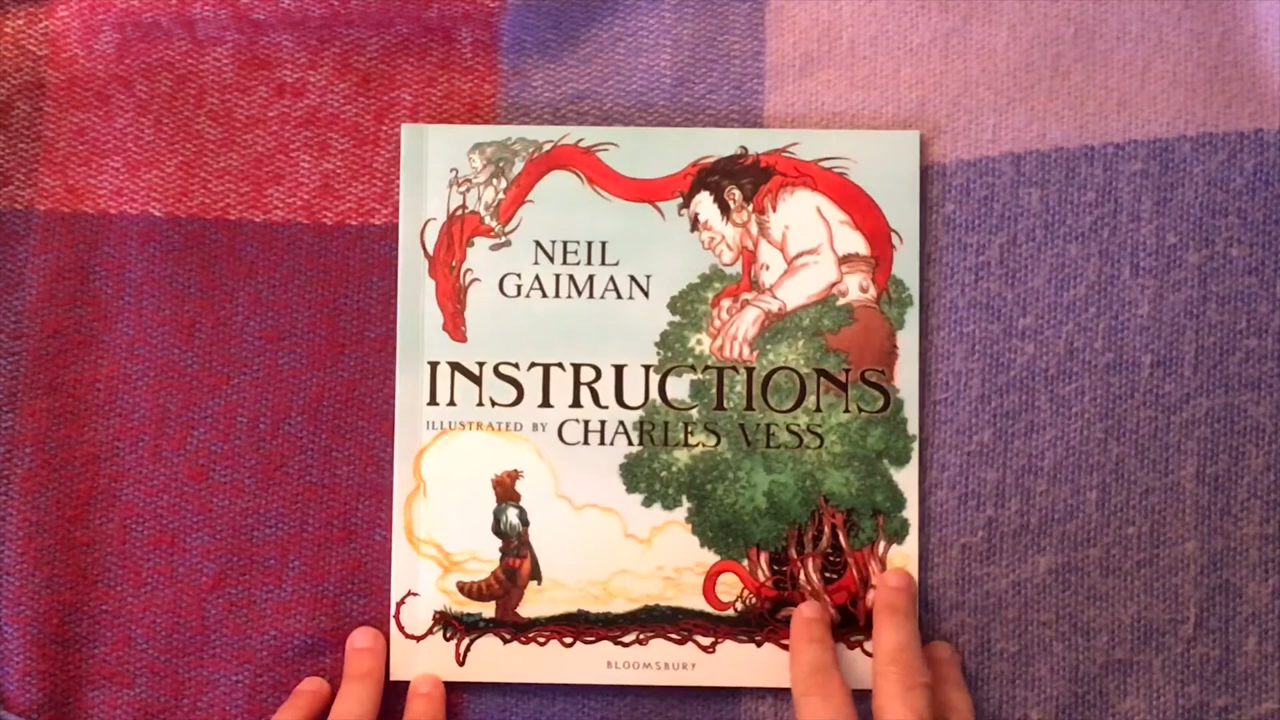 NEIL
GAIMAN
INSTRUCTIONS
ILLUSTRATED BY CHARLES VESS
BLOOMSBURY